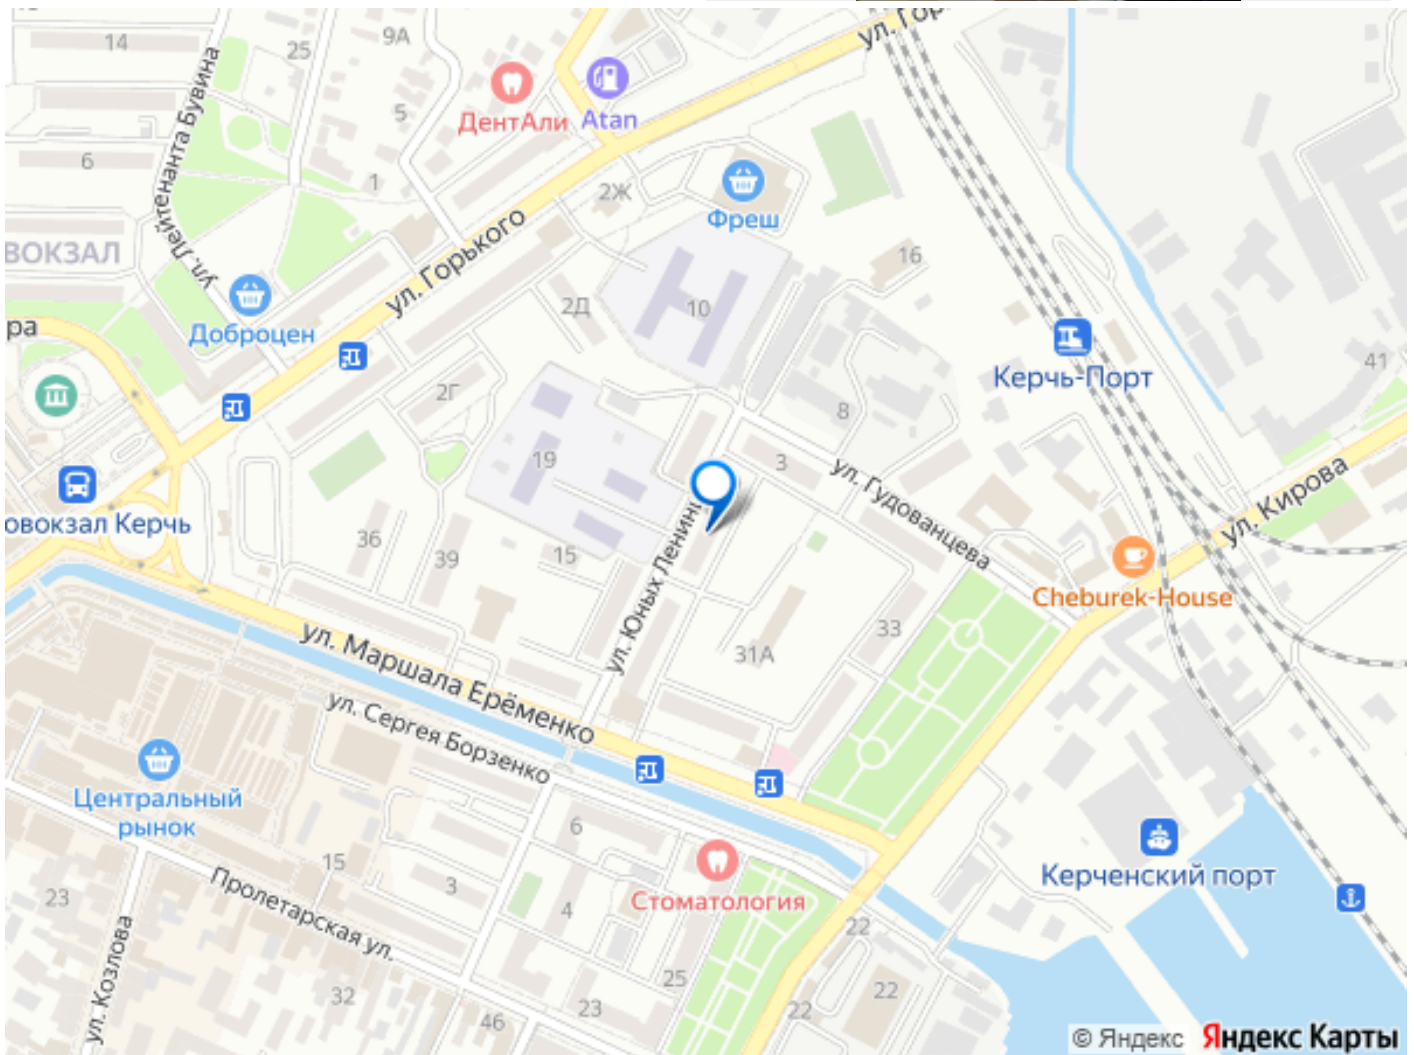 14
25
9А
ул. Лейтенанта Бувина
ДентАли
Atan
5
6
1
2Ж
Фреш
ВОКЗАЛ
ул. Горького
16
2Д
10
Доброцен
ра
Керчь-Порт
41
2Г
8
19
3
ул. Гудованцева
ул. Кирова
овокзал Керчь
36
39
15
ул. Юных Ленин
Cheburek-House
33
31А
ул. Маршала Ерёменко
ул. Сергея Борзенко
Центральный
рынок
6
15
3
4
Стоматология
Керченский порт
23
Пролетарская ул.
ул. Козлова
22
25
22
22
32
23
46
© Яндекс Яндекс Карты